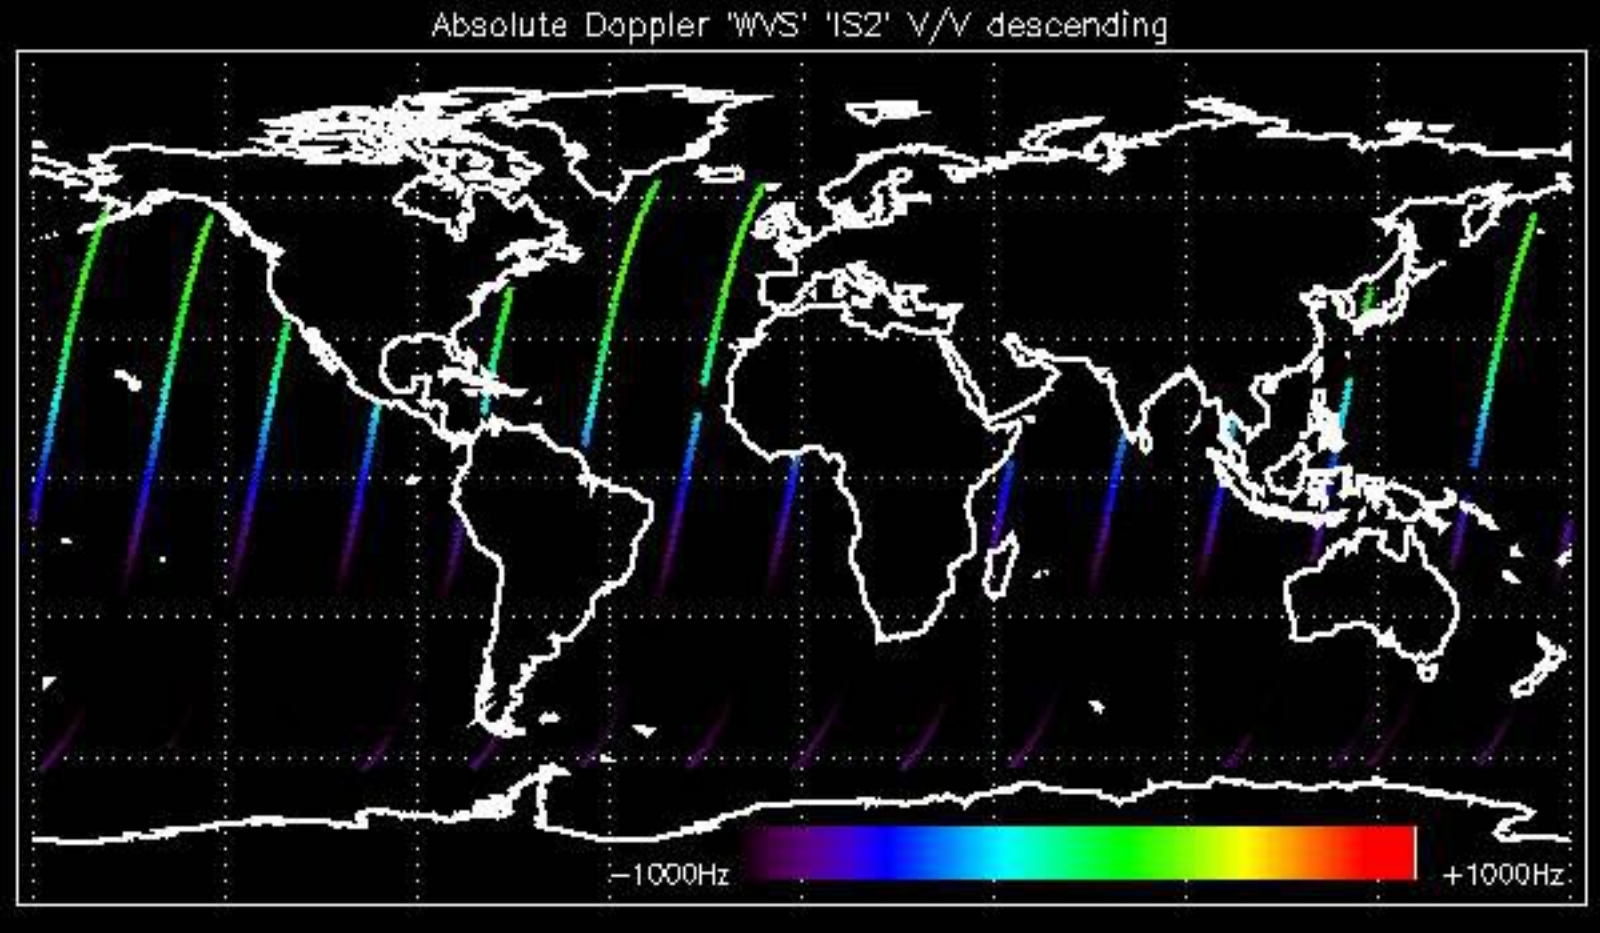 Absolute Doppler 'WVS' 'IS2' V/V descending
−1000Hz +1000Hz